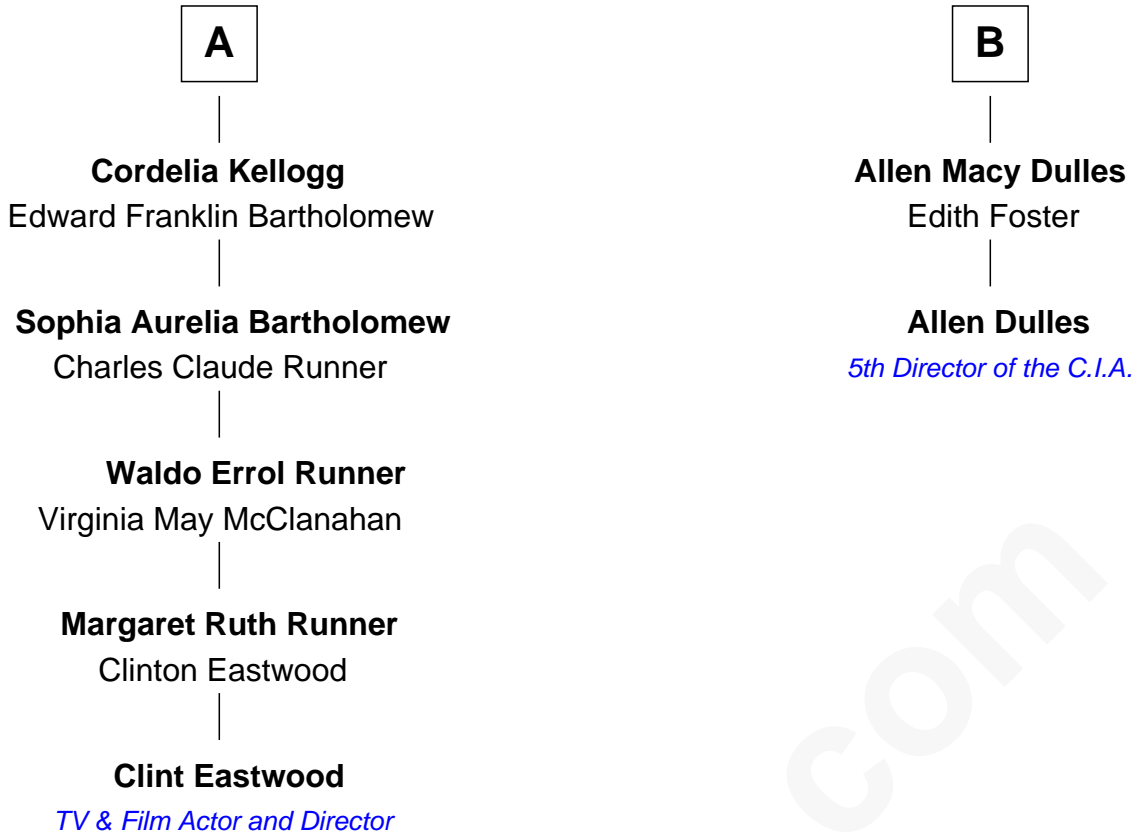 A
Cordelia Kellogg
Edward Franklin Bartholomew
Sophia Aurelia Bartholomew
Charles Claude Runner
Waldo Errol Runner
Virginia May McClanahan
Margaret Ruth Runner
Clinton Eastwood
Clint Eastwood
TV & Film Actor and Director
B
Allen Macy Dulles
Edith Foster
Allen Dulles
5th Director of the C.I.A.
com